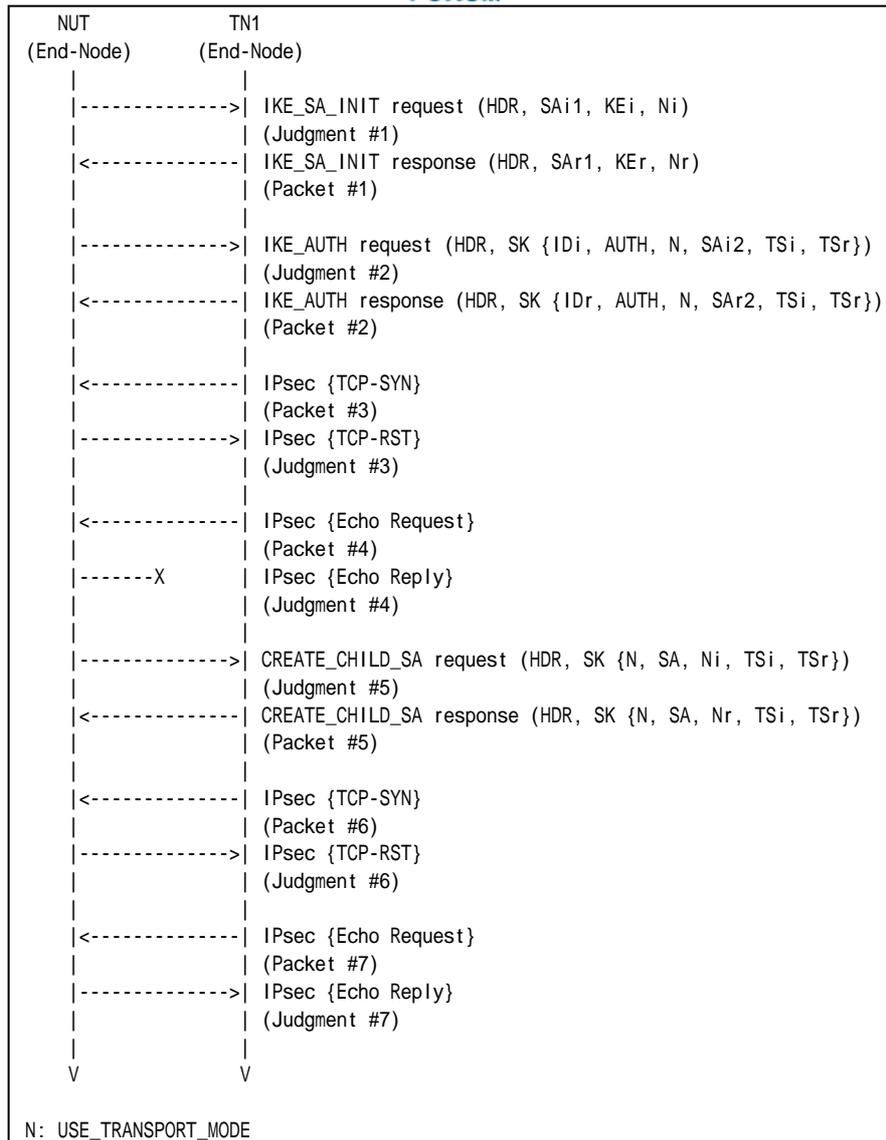 NUT TN1
(End-Node) (End-Node)
| |
|-------------->| IKE_SA_INIT request (HDR, SAi1, KEi, Ni)
| | (Judgment #1)
|<--------------| IKE_SA_INIT response (HDR, SAr1, KEr, Nr)
| | (Packet #1)
| |
|-------------->| IKE_AUTH request (HDR, SK {IDi, AUTH, N, SAi2, TSi, TSr})
| | (Judgment #2)
|<--------------| IKE_AUTH response (HDR, SK {IDr, AUTH, N, SAr2, TSi, TSr})
| | (Packet #2)
| |
|<--------------| IPsec {TCP-SYN}
| | (Packet #3)
|-------------->| IPsec {TCP-RST}
| | (Judgment #3)
| |
|<--------------| IPsec {Echo Request}
| | (Packet #4)
|-------X | IPsec {Echo Reply}
| | (Judgment #4)
| |
|-------------->| CREATE_CHILD_SA request (HDR, SK {N, SA, Ni, TSi, TSr})
| | (Judgment #5)
|<--------------| CREATE_CHILD_SA response (HDR, SK {N, SA, Nr, TSi, TSr})
| | (Packet #5)
| |
|<--------------| IPsec {TCP-SYN}
| | (Packet #6)
|-------------->| IPsec {TCP-RST}
| | (Judgment #6)
| |
|<--------------| IPsec {Echo Request}
| | (Packet #7)
|-------------->| IPsec {Echo Reply}
| | (Judgment #7)
| |
V V
N: USE_TRANSPORT_MODE